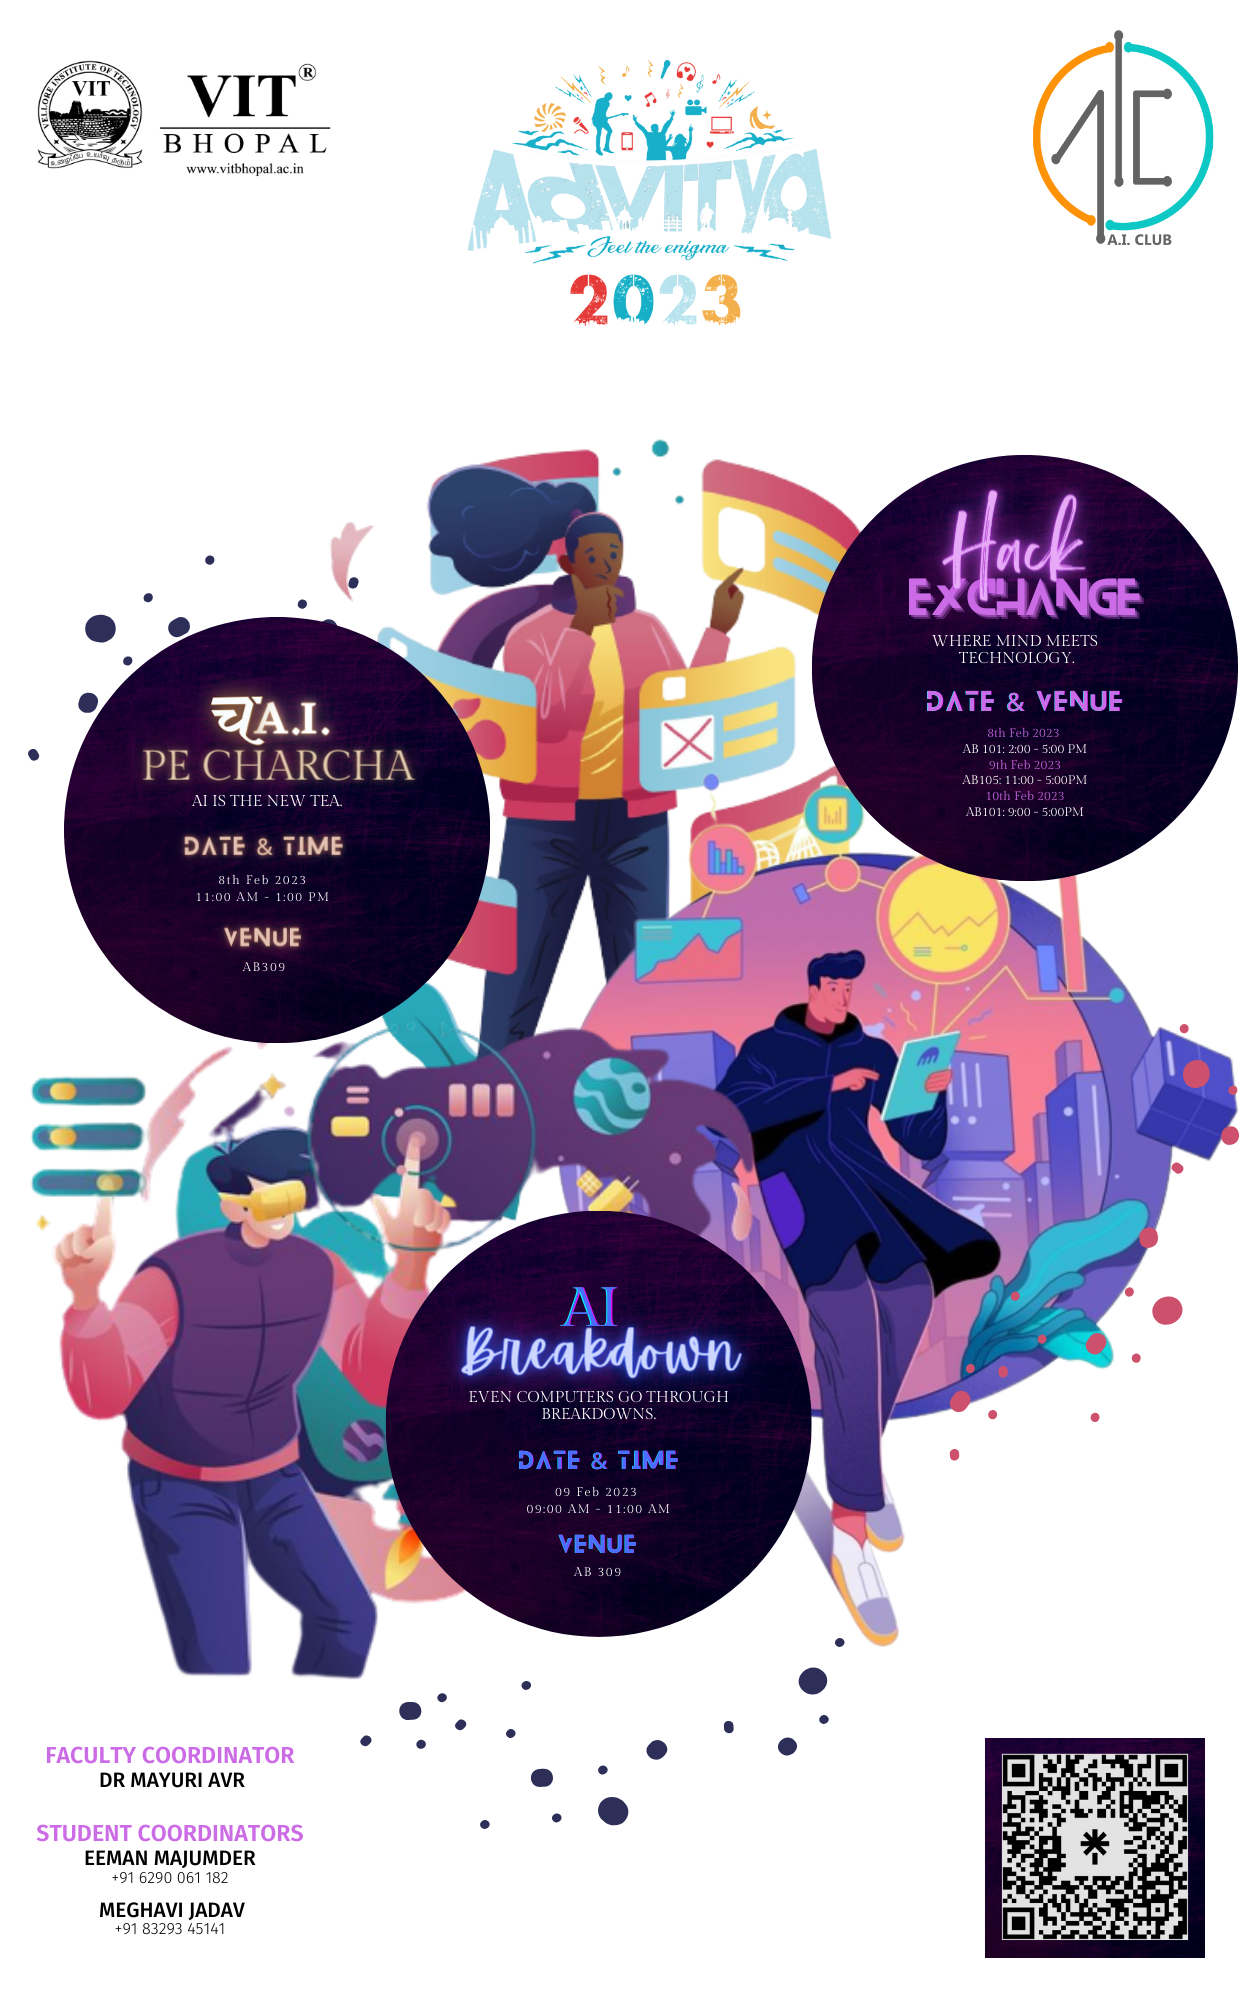 VELLORE INSTITUTE OF TECHNOLOGY
VIT
VIT®
BHOPAL
www.vitbhopal.ac.in
AdVITya
Feel the enigma
2023
AIC
A.I. CLUB
Hack
EXCHANGE
WHERE MIND MEETS
TECHNOLOGY.
DATE & VENUE
8th Feb 2023
AB 101: 2:00 - 5:00 PM
9th Feb 2023
AB105: 11:00 - 5:00PM
10th Feb 2023
AB101: 9:00 - 5:00PM
चA.I.
PE CHARCHA
AI IS THE NEW TEA.
DATE & TIME
8th Feb 2023
11:00 AM - 1:00 PM
VENUE
AB309
AI
Breakdown
EVEN COMPUTERS GO THROUGH
BREAKDOWNS.
DATE & TIME
09 Feb 2023
09:00 AM - 11:00 AM
VENUE
AB 309
FACULTY COORDINATOR
DR MAYURI AVR
STUDENT COORDINATORS
EEMAN MAJUMDER
+91 6290 061 182
MEGHAVI JADAV
+91 83293 45141